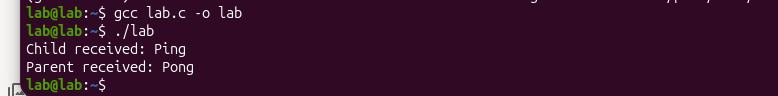 lab@lab:~$ gcc lab.c -o lab
lab@lab:~$ ./lab
Child received: Ping
Parent received: Pong
lab@lab:~$